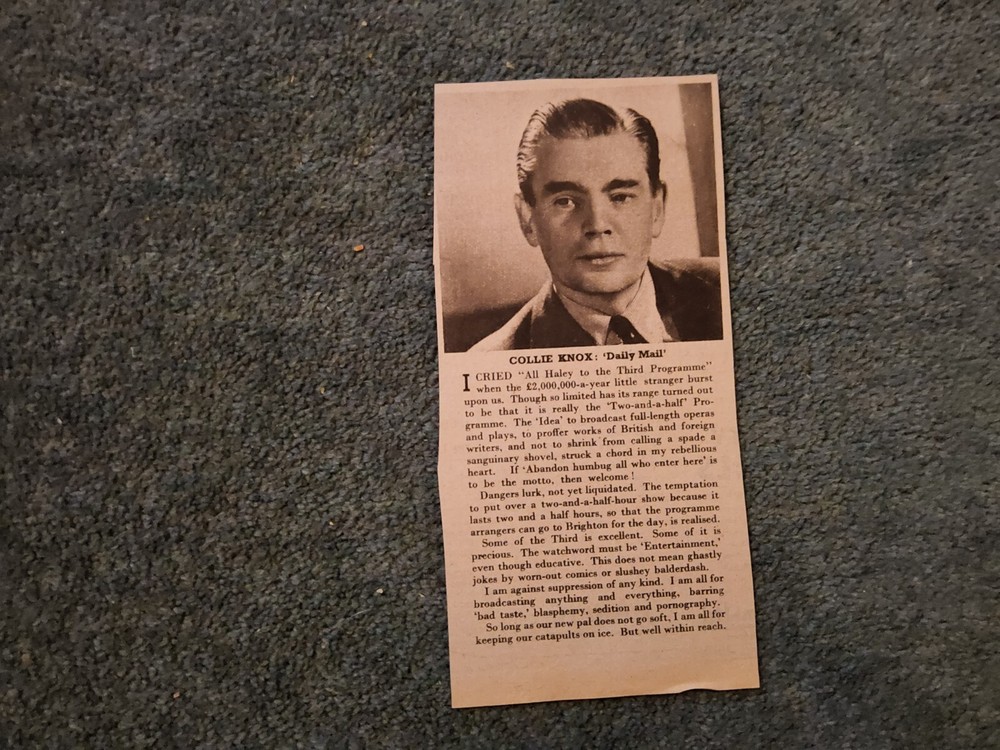 COLLIE KNOX: 'Daily Mail'
I CRIED "All Haley to the Third Programme"
when the £2,000,000-a-year little stranger burst
upon us. Though so limited has its range turned out
to be that it is really the 'Two-and-a-half' Pro-
gramme. The 'Idea' to broadcast full-length operas
and plays, to proffer works of British and foreign
writers, and not to shrink from calling a spade a
sanguinary shovel, struck a chord in my rebellious
heart. If 'Abandon humbug all who enter here' is
to be the motto, then welcome!
Dangers lurk, not yet liquidated. The temptation
to put over a two-and-a-half-hour show because it
lasts two and a half hours, so that the programme
arrangers can go to Brighton for the day, is realised.
Some of the Third is excellent. Some of it is
precious. The watchword must be 'Entertainment,'
even though educative. This does not mean ghastly
jokes by worn-out comics or slushey balderdash.
I am against suppression of any kind. I am all for
broadcasting anything and everything, barring
'bad taste,' blasphemy, sedition and pornography.
So long as our new pal does not go soft, I am all for
keeping our catapults on ice. But well within reach.